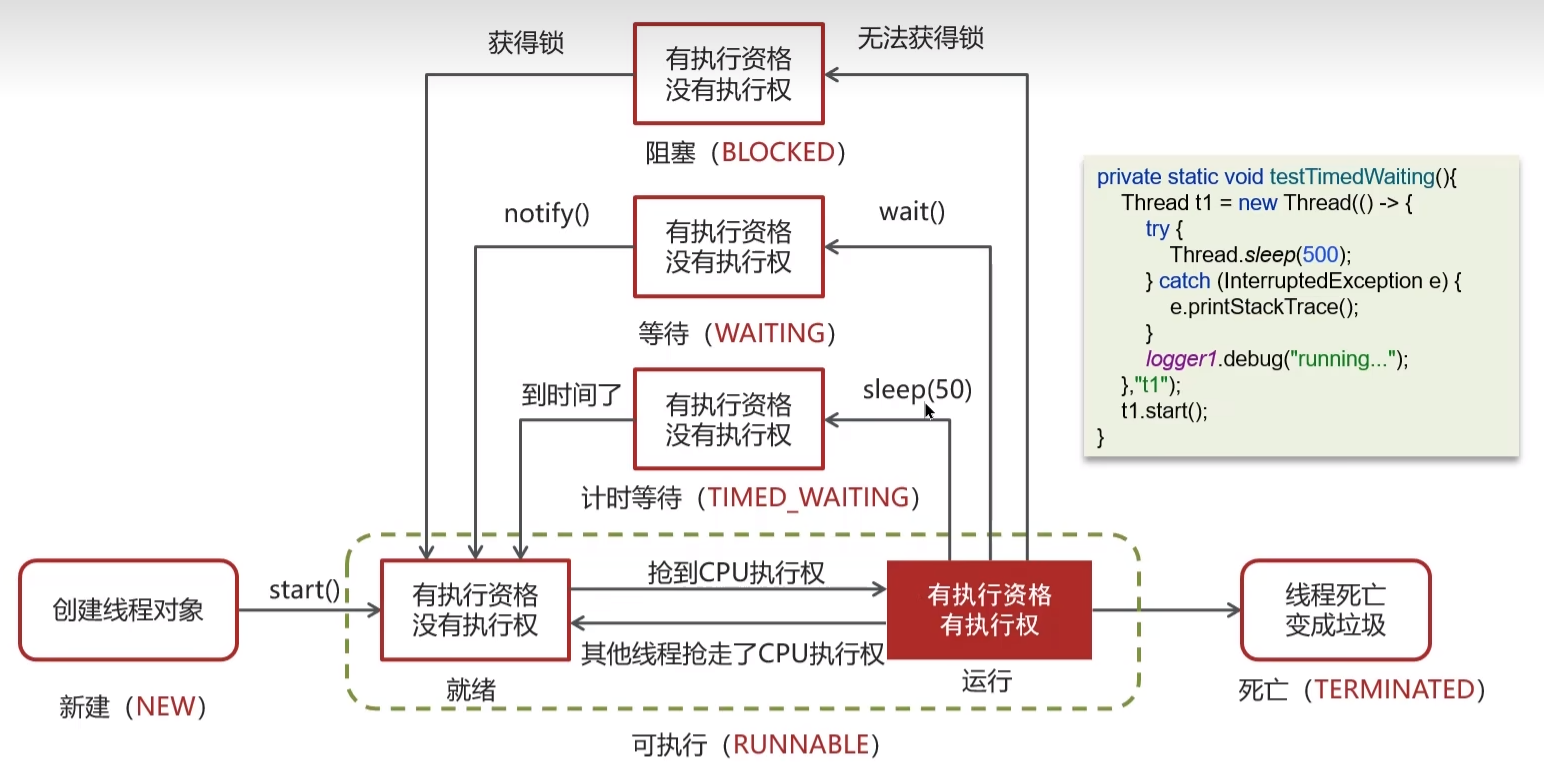 获得锁
有执行资格
没有执行权
无法获得锁
阻塞（BLOCKED）
notify()
有执行资格
没有执行权
wait()
等待（WAITING）
到时间了
有执行资格
没有执行权
sleep(50)
计时等待（TIMED_WAITING）
private static void testTimedWaiting(){
Thread t1 = new Thread(() -> {
try {
Thread.sleep(500);
} catch (InterruptedException e) {
e.printStackTrace();
}
logger1.debug("running...");
},"t1");
t1.start();
}
创建线程对象
新建（NEW）
start()
有执行资格
没有执行权
就绪
抢到CPU执行权
其他线程抢走了CPU执行权
有执行资格
有执行权
运行
可执行（RUNNABLE）
线程死亡
变成垃圾
死亡（TERMINATED）